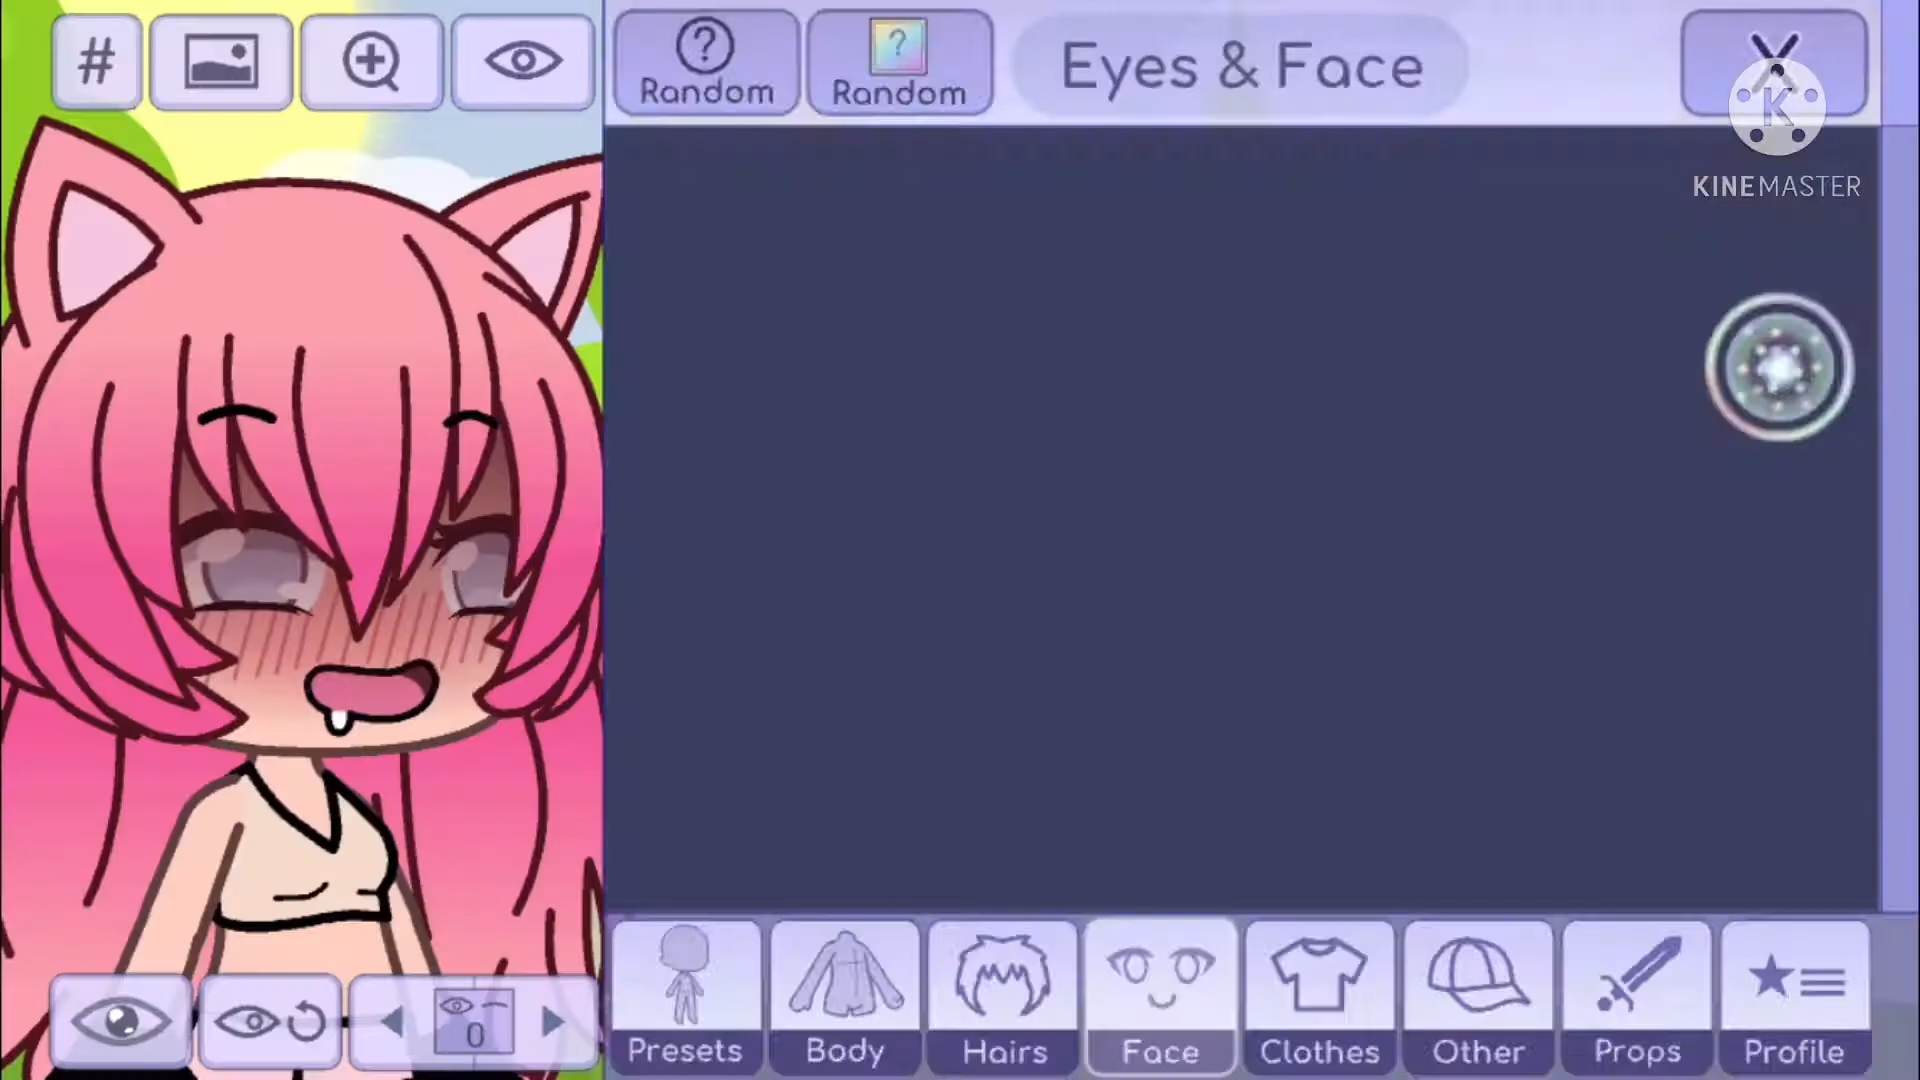 #
?
Random
?
Random
Eyes & Face
X
K
KINEMASTER
0
Presets
Body
Hairs
Face
Clothes
Other
Props
Profile